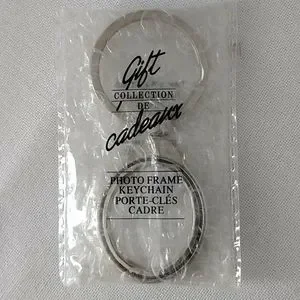 Gift
COLLECTION
DE
cadeaux
PHOTO FRAME
KEYCHAIN
PORTE-CLÉS
CADRE